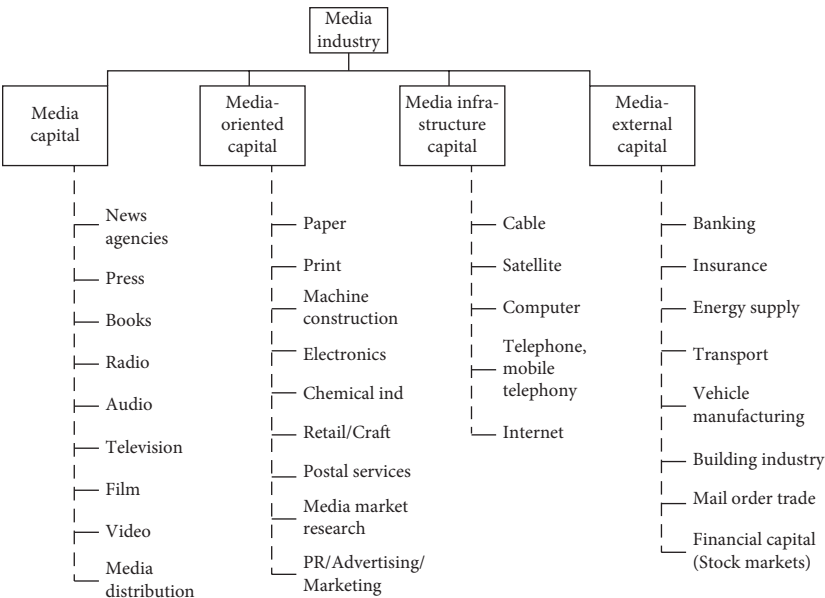 Media
industry
Media
capital
Media-
oriented
capital
Media infra-
structure
capital
Media-
external
capital
News
agencies
Press
Books
Radio
Audio
Television
Film
Video
Media
distribution
Paper
Print
Machine
construction
Electronics
Chemical ind
Retail/Craft
Postal services
Media market
research
PR/Advertising/
Marketing
Cable
Satellite
Computer
Telephone,
mobile
telephony
Internet
Banking
Insurance
Energy supply
Transport
Vehicle
manufacturing
Building industry
Mail order trade
Financial capital
(Stock markets)